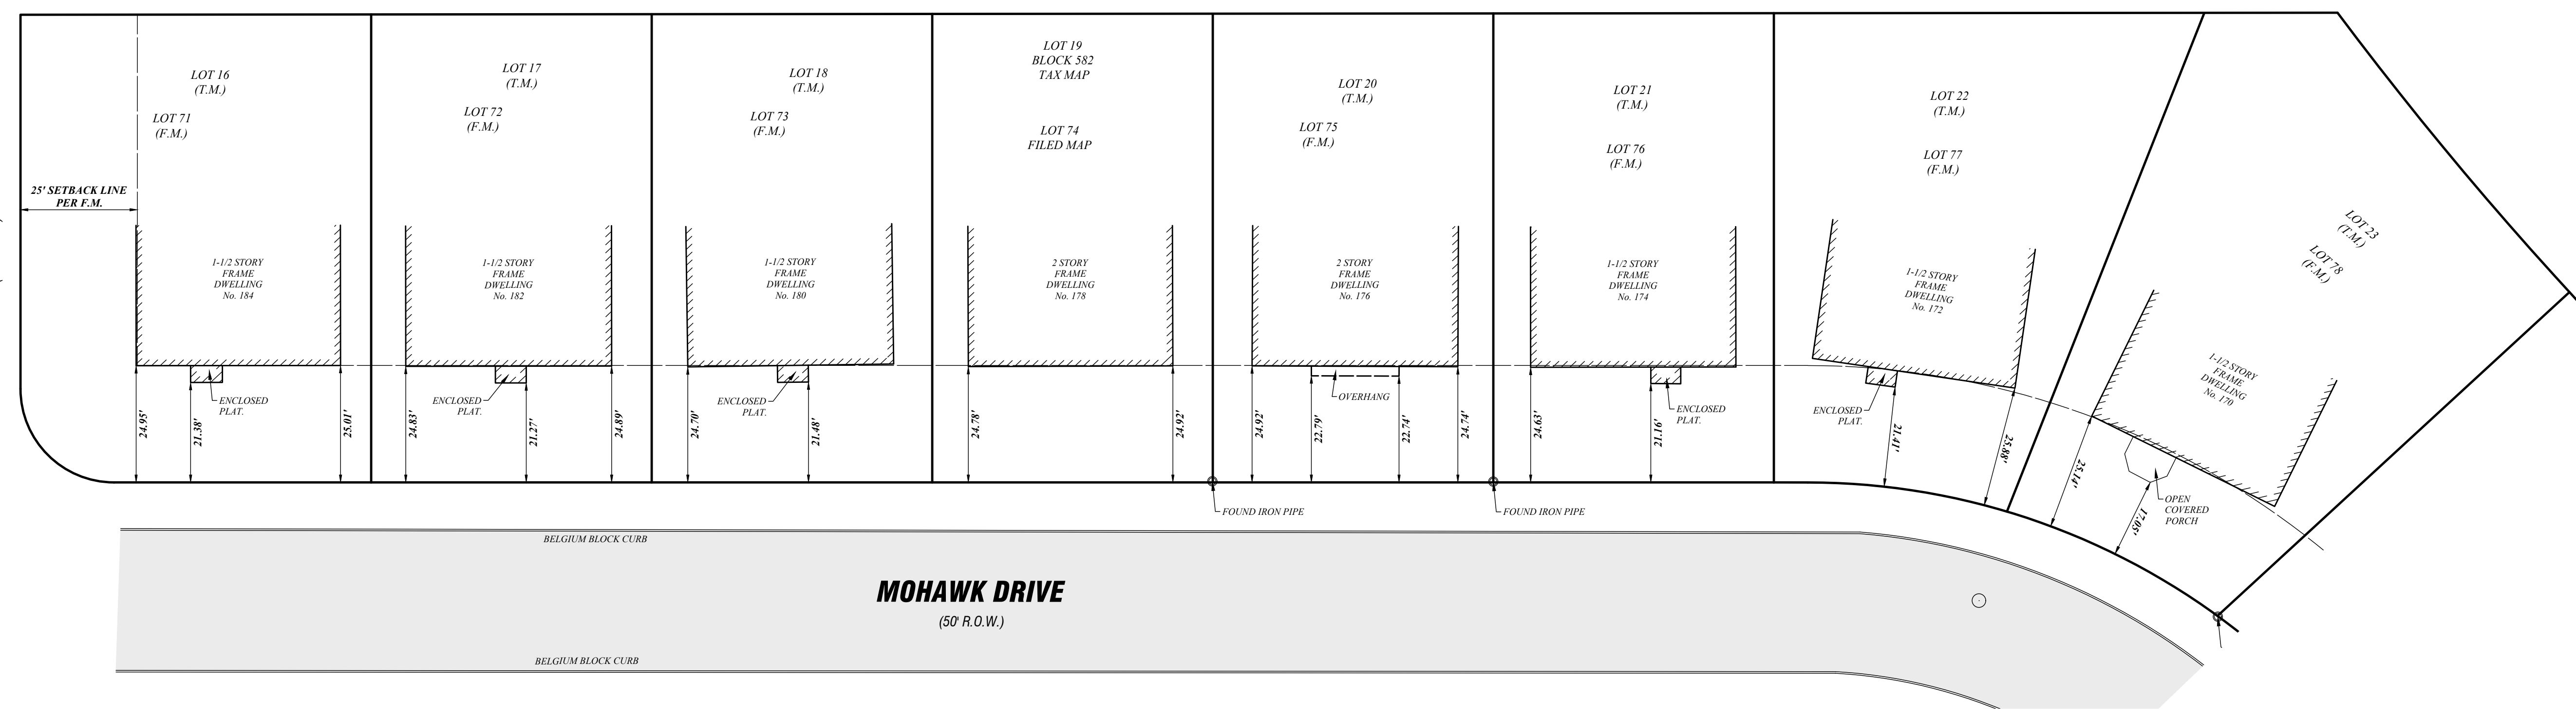 LOT 16
(T.M.)
LOT 71
(F.M.)
25' SETBACK LINE
PER F.M.
1-1/2 STORY
FRAME
DWELLING
No. 184
ENCLOSED
PLAT.
24.95'
21.38'
25.01'
LOT 17
(T.M.)
LOT 72
(F.M.)
1-1/2 STORY
FRAME
DWELLING
No. 182
ENCLOSED
PLAT.
24.83'
21.27'
24.89'
LOT 18
(T.M.)
LOT 73
(F.M.)
1-1/2 STORY
FRAME
DWELLING
No. 180
ENCLOSED
PLAT.
24.70'
21.48'
LOT 19
BLOCK 582
TAX MAP
LOT 74
FILED MAP
2 STORY
FRAME
DWELLING
No. 178
24.78'
24.92'
LOT 20
(T.M.)
LOT 75
(F.M.)
2 STORY
FRAME
DWELLING
No. 176
OVERHANG
24.92'
22.79'
22.74'
24.74'
LOT 21
(T.M.)
LOT 76
(F.M.)
1-1/2 STORY
FRAME
DWELLING
No. 174
ENCLOSED
PLAT.
24.63'
21.16'
LOT 22
(T.M.)
LOT 77
(F.M.)
1-1/2 STORY
FRAME
DWELLING
No. 172
ENCLOSED
PLAT.
21.41'
25.88'
LOT 23
(T.M.)
LOT 78
(F.M.)
1-1/2 STORY
FRAME
DWELLING
No. 170
25.14'
17.05'
OPEN
COVERED
PORCH
FOUND IRON PIPE
FOUND IRON PIPE
BELGIUM BLOCK CURB
MOHAWK DRIVE
(50' R.O.W.)
BELGIUM BLOCK CURB